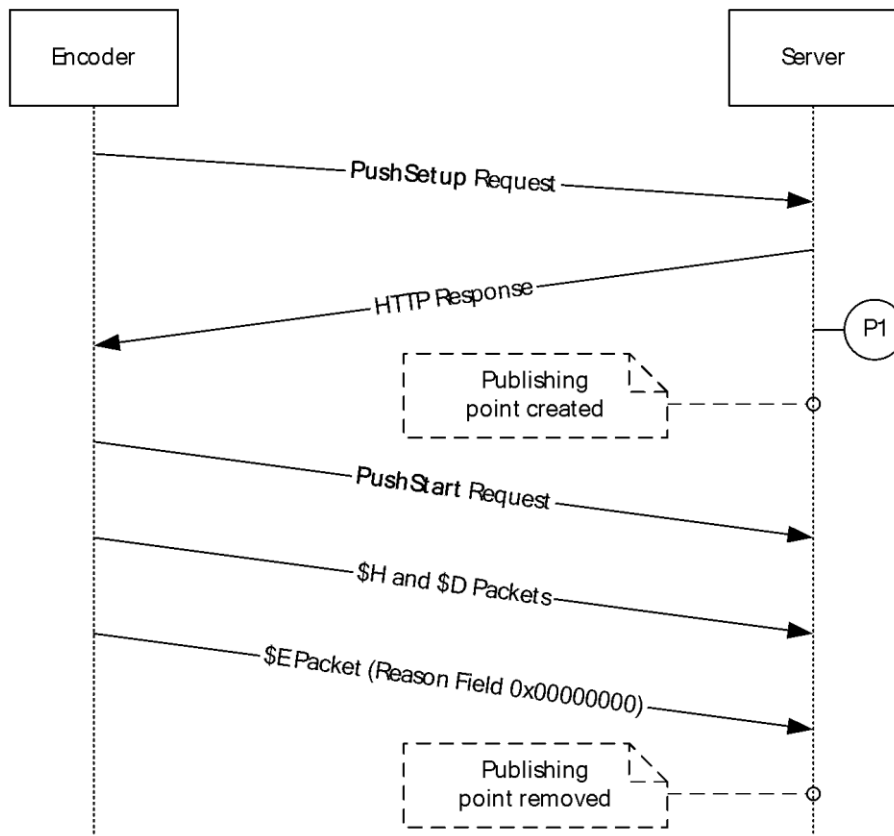 Encoder
Server
PushSetup Request
HTTP Response
P1
Publishing
point created
PushStart Request
$H and $D Packets
$E Packet (Reason Field 0x00000000)
Publishing
point removed